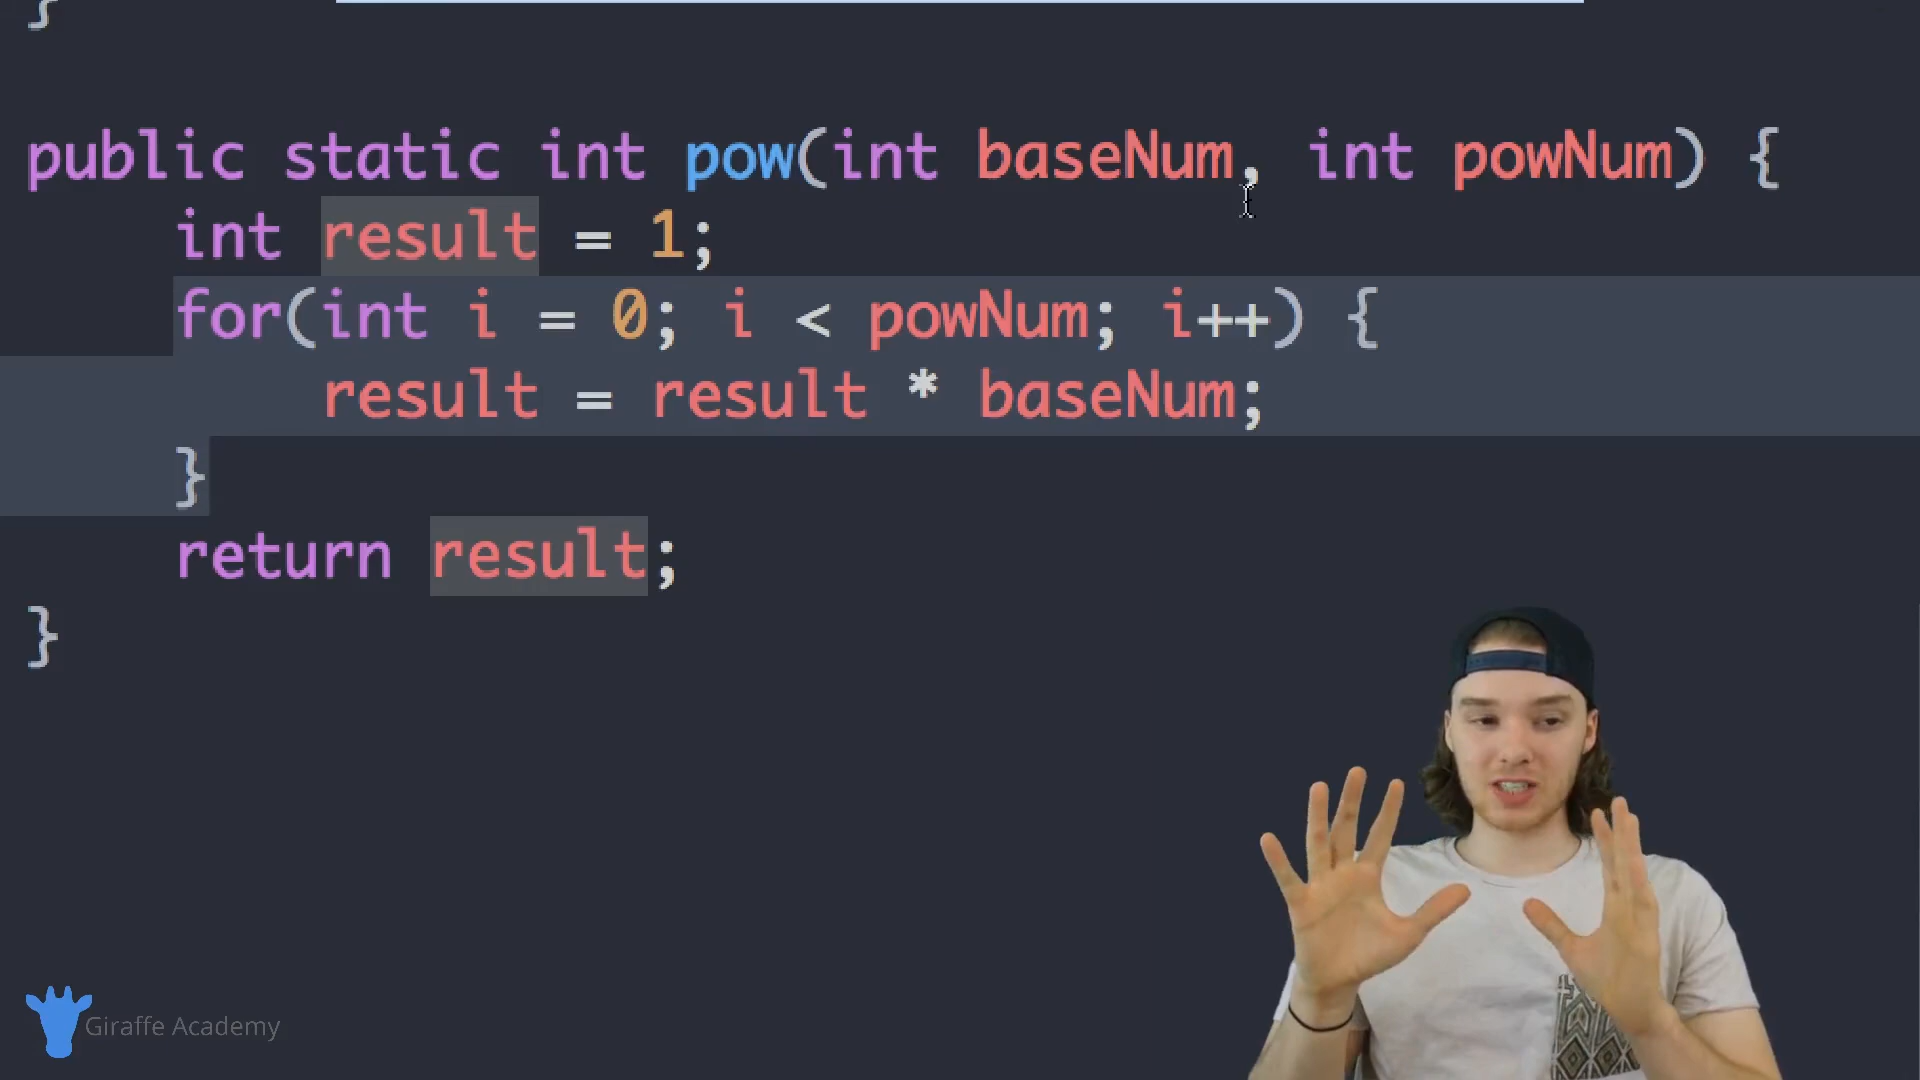 }
public static int pow(int baseNum, int powNum) {
int result = 1;
for(int i = 0; i < powNum; i++) {
result = result * baseNum;
}
return result;
}
Giraffe Academy